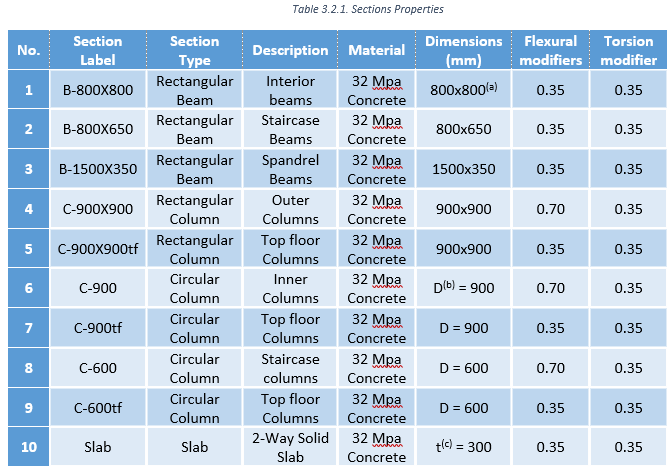 Table 3.2.1. Sections Properties
No. Section Label Section Type Description Material Dimensions (mm) Flexural modifiers Torsion modifier
1 B-800X800 Rectangular Beam Interior beams 32 Mpa Concrete 800x800(a) 0.35 0.35
2 B-800X650 Rectangular Beam Staircase Beams 32 Mpa Concrete 800x650 0.35 0.35
3 B-1500X350 Rectangular Beam Spandrel Beams 32 Mpa Concrete 1500x350 0.35 0.35
4 C-900X900 Rectangular Column Outer Columns 32 Mpa Concrete 900x900 0.70 0.35
5 C-900X900tf Rectangular Column Top floor Columns 32 Mpa Concrete 900x900 0.35 0.35
6 C-900 Circular Column Inner Columns 32 Mpa Concrete D(b) = 900 0.70 0.35
7 C-900tf Circular Column Top floor Columns 32 Mpa Concrete D = 900 0.35 0.35
8 C-600 Circular Column Staircase columns 32 Mpa Concrete D = 600 0.70 0.35
9 C-600tf Circular Column Top floor Columns 32 Mpa Concrete D = 600 0.35 0.35
10 Slab Slab 2-Way Solid Slab 32 Mpa Concrete t(c) = 300 0.35 0.35